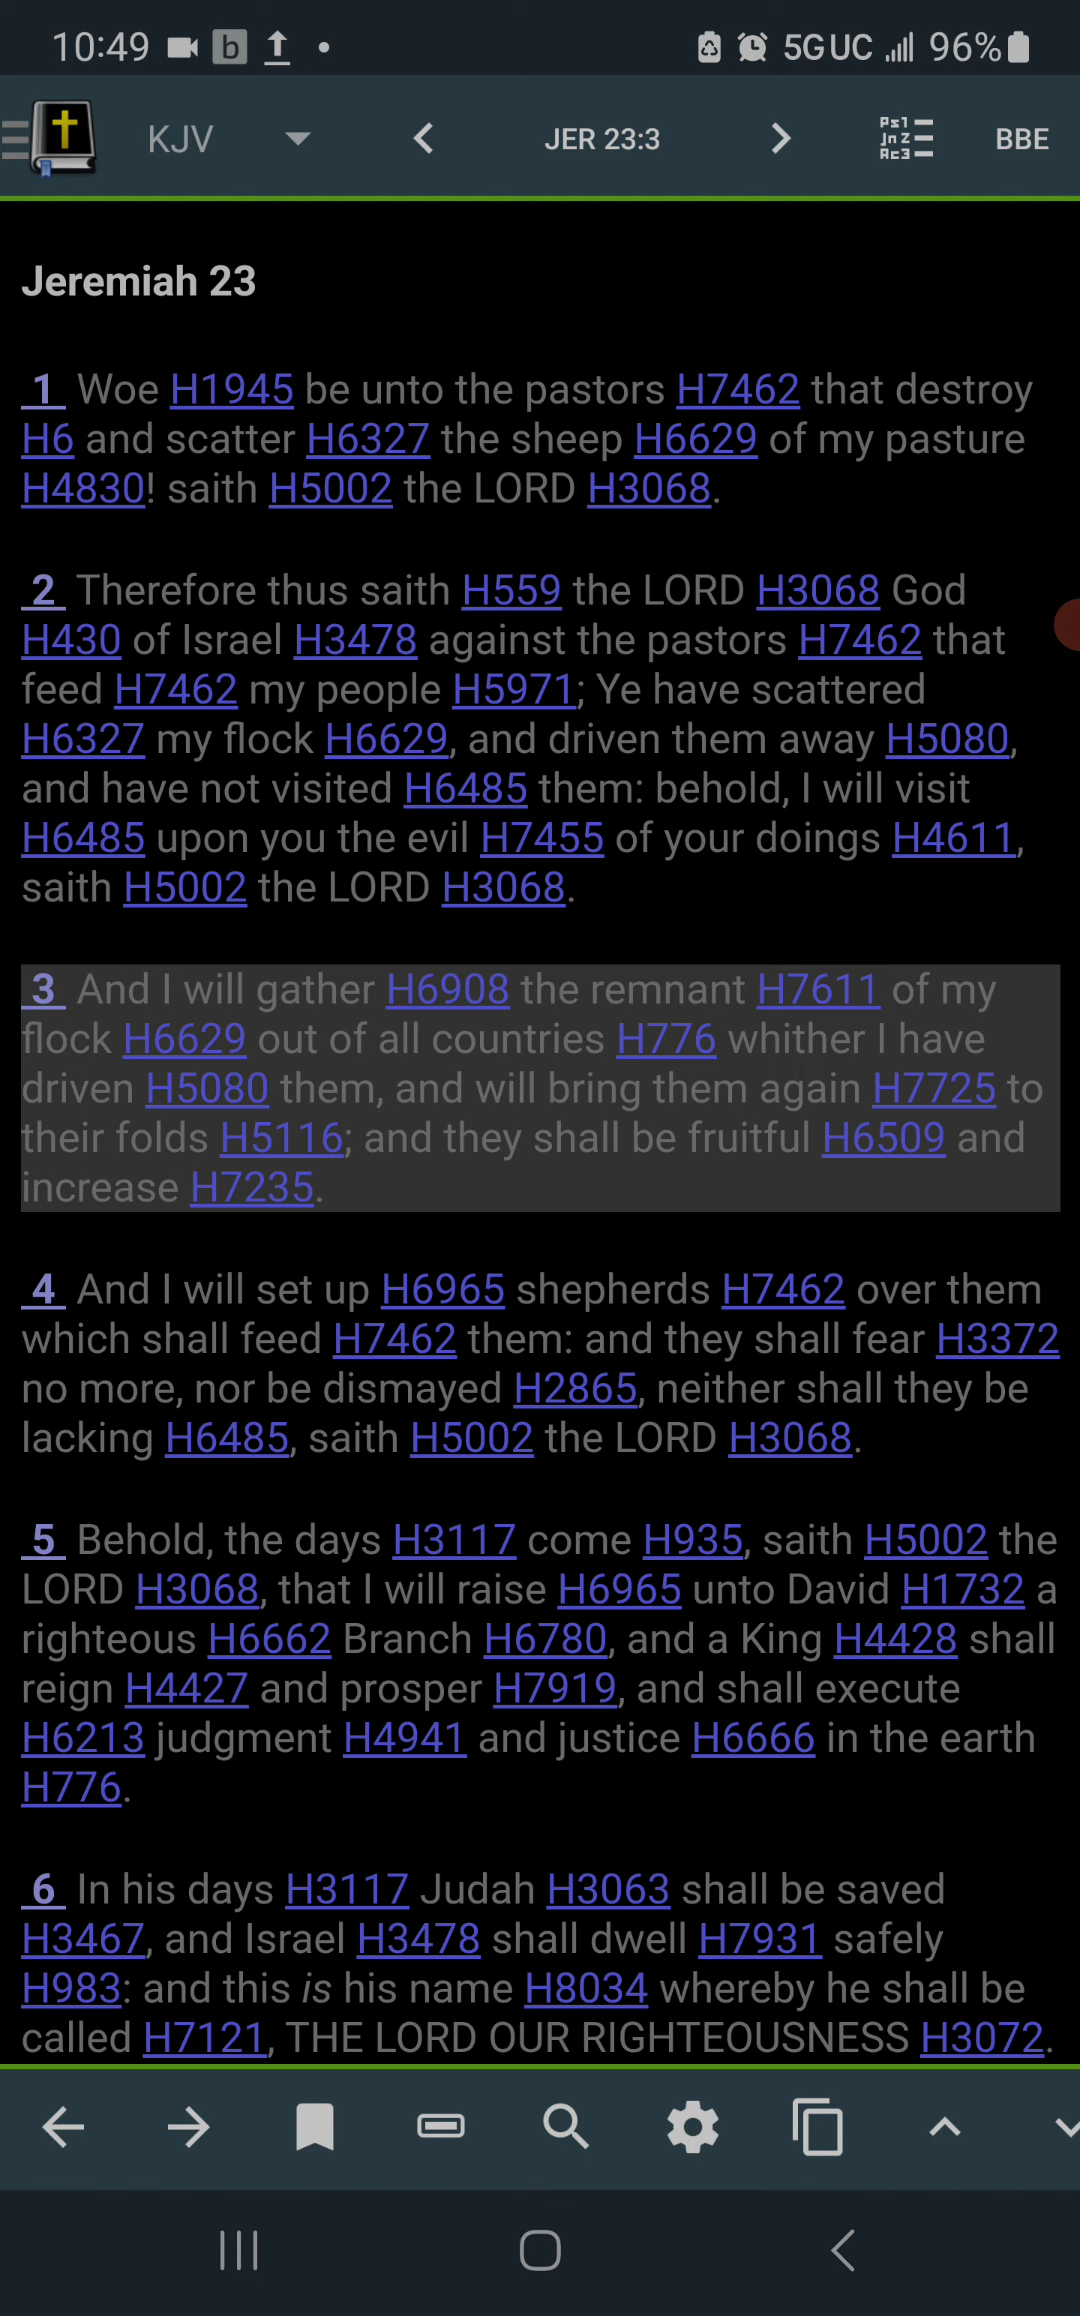 10:49 b 5G UC 96%
KJV JER 23:3 Ps1 JnZ Ac3 BBE
Jeremiah 23
1 Woe H1945 be unto the pastors H7462 that destroy
H6 and scatter H6327 the sheep H6629 of my pasture
H4830! saith H5002 the LORD H3068.
2 Therefore thus saith H559 the LORD H3068 God
H430 of Israel H3478 against the pastors H7462 that
feed H7462 my people H5971; Ye have scattered
H6327 my flock H6629, and driven them away H5080,
and have not visited H6485 them: behold, I will visit
H6485 upon you the evil H7455 of your doings H4611,
saith H5002 the LORD H3068.
3 And I will gather H6908 the remnant H7611 of my
flock H6629 out of all countries H776 whither I have
driven H5080 them, and will bring them again H7725 to
their folds H5116; and they shall be fruitful H6509 and
increase H7235.
4 And I will set up H6965 shepherds H7462 over them
which shall feed H7462 them: and they shall fear H3372
no more, nor be dismayed H2865, neither shall they be
lacking H6485, saith H5002 the LORD H3068.
5 Behold, the days H3117 come H935, saith H5002 the
LORD H3068, that I will raise H6965 unto David H1732 a
righteous H6662 Branch H6780, and a King H4428 shall
reign H4427 and prosper H7919, and shall execute
H6213 judgment H4941 and justice H6666 in the earth
H776.
6 In his days H3117 Judah H3063 shall be saved
H3467, and Israel H3478 shall dwell H7931 safely
H983: and this is his name H8034 whereby he shall be
called H7121, THE LORD OUR RIGHTEOUSNESS H3072.